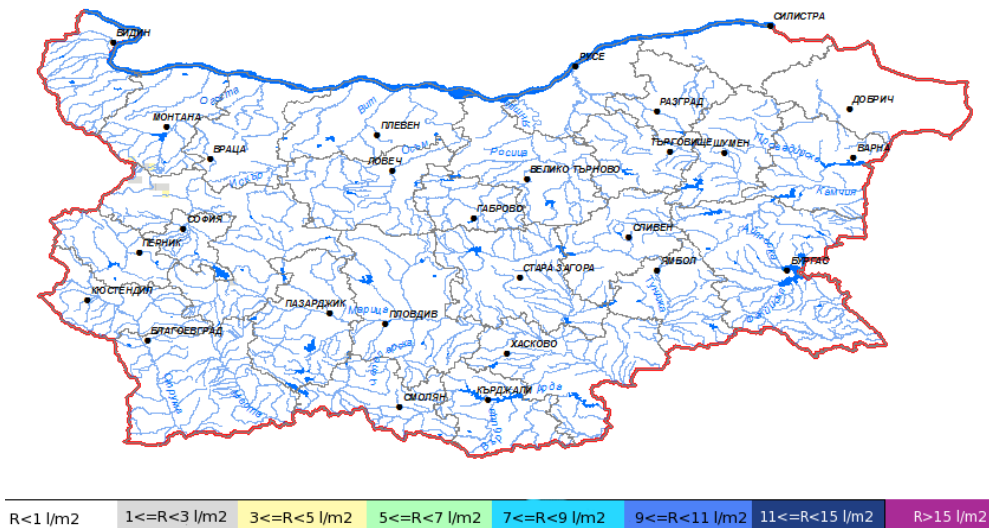 СИЛИСТРА
ВИДИН
РУСЕ
ДОБРИЧ
РАЗГРАД
Огоста
Вит
МОНТАНА
ПЛЕВЕН
ТЪРГОВИЩЕ
ШУМЕН
Провадийска
ВАРНА
ВРАЦА
Осъм
Росица
ЛОВЕЧ
Искър
ВЕЛИКО ТЪРНОВО
Камчия
ГАБРОВО
СОФИЯ
СЛИВЕН
ПЕРНИК
ЯМБОЛ
БУРГАС
СТАРА ЗАГОРА
КЮСТЕНДИЛ
ПАЗАРДЖИК
Марица
ПЛОВДИВ
Тунджа
БЛАГОЕВГРАД
ХАСКОВО
Струма
Места
КЪРДЖАЛИ
СМОЛЯН
R<1 l/m2
1<=R<3 l/m2
3<=R<5 l/m2
5<=R<7 l/m2
7<=R<9 l/m2
9<=R<11 l/m2
11<=R<15 l/m2
R>15 l/m2